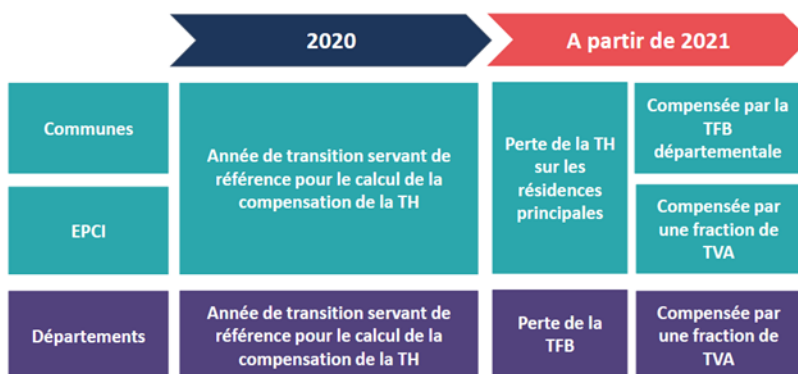 2020
A partir de 2021
Communes
EPCI
Année de transition servant de
référence pour le calcul de la
compensation de la TH
Perte de la TH
sur les
résidences
principales
Compensée par la
TFB
départementale
Compensée par
une fraction de
TVA
Départements
Année de transition servant de
référence pour le calcul de la
compensation de la TH
Perte de la
TFB
Compensée par
une fraction de
TVA